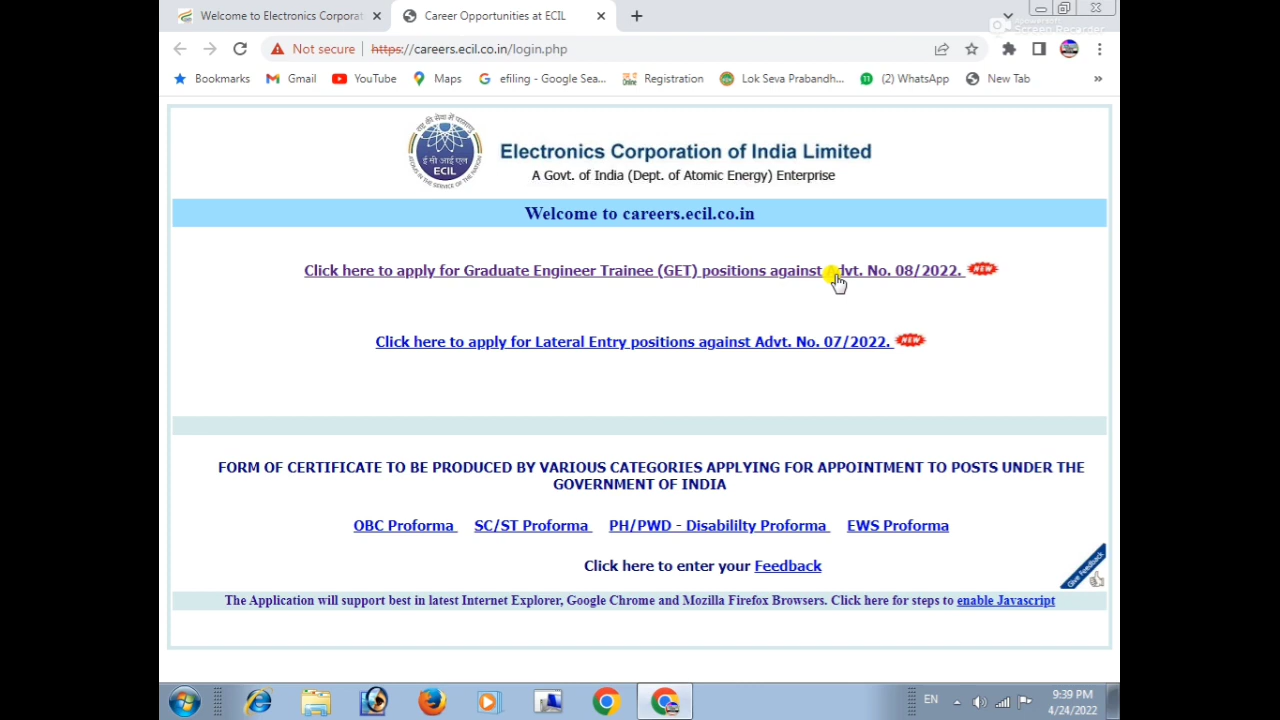 Welcome to Electronics Corporat
Career Opportunities at ECIL
Apowersoft
Screen Recorder
Not secure
https://careers.ecil.co.in/login.php
Bookmarks
Gmail
YouTube
Maps
efiling - Google Sea...
Registration
Lok Seva Prabandh...
(2) WhatsApp
New Tab
»
ECIL
Electronics Corporation of India Limited
A Govt. of India (Dept. of Atomic Energy) Enterprise
Welcome to careers.ecil.co.in
Click here to apply for Graduate Engineer Trainee (GET) positions against Advt. No. 08/2022. NEW
Click here to apply for Lateral Entry positions against Advt. No. 07/2022. NEW
FORM OF CERTIFICATE TO BE PRODUCED BY VARIOUS CATEGORIES APPLYING FOR APPOINTMENT TO POSTS UNDER THE
GOVERNMENT OF INDIA
OBC Proforma SC/ST Proforma PH/PWD - Disabililty Proforma EWS Proforma
Click here to enter your Feedback
Give Feedback
The Application will support best in latest Internet Explorer, Google Chrome and Mozilla Firefox Browsers. Click here for steps to enable Javascript
EN
9:39 PM
4/24/2022